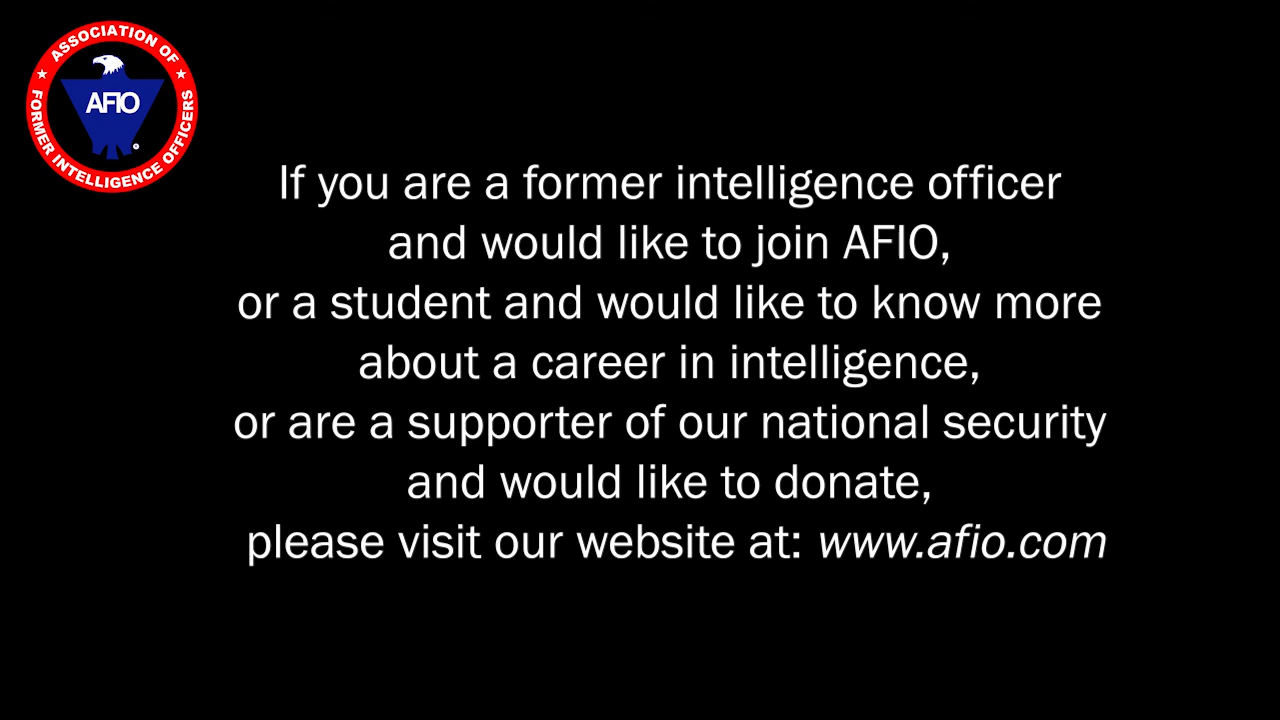 ASSOCIATION OF
FORMER INTELLIGENCE OFFICERS
AFIO
If you are a former intelligence officer
and would like to join AFIO,
or a student and would like to know more
about a career in intelligence,
or are a supporter of our national security
and would like to donate,
please visit our website at: www.afio.com